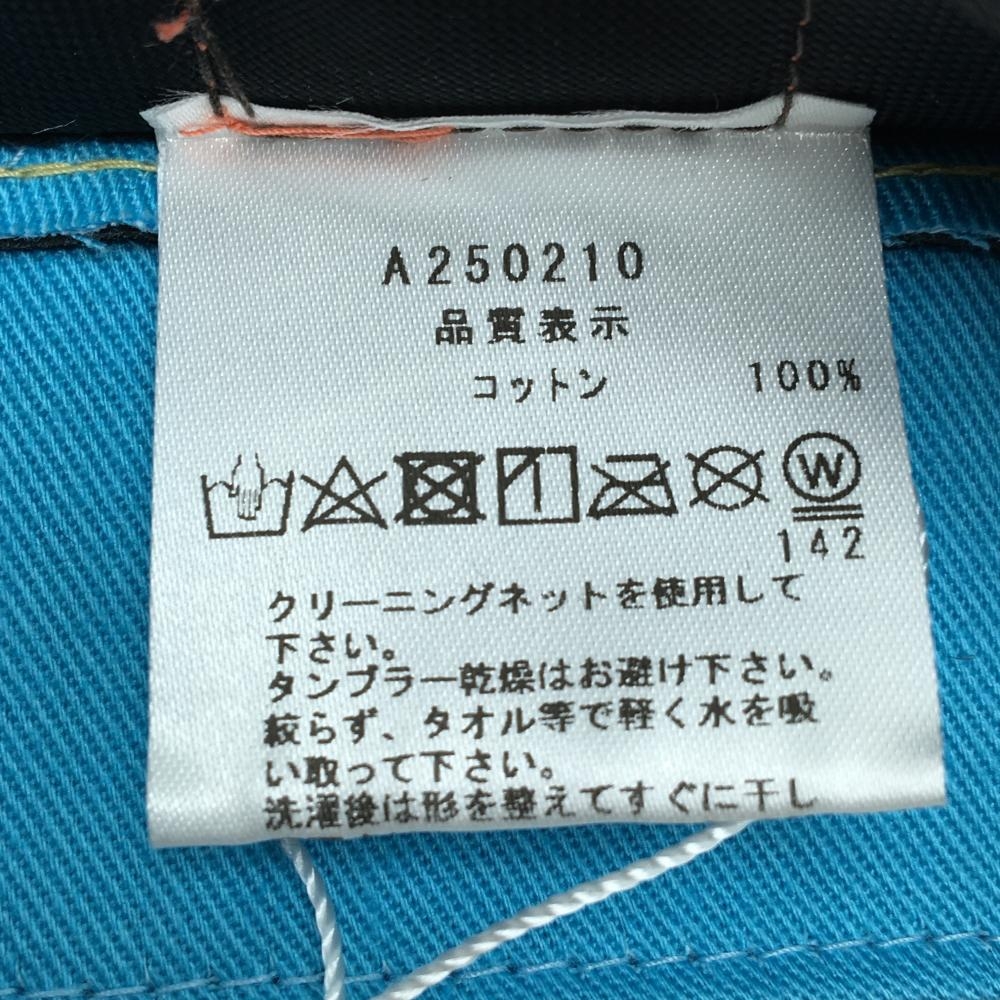 A250210
品質表示
コットン 100%
W
142
クリーニングネットを使用して
下さい。
タンブラー乾燥はお避け下さい。
絞らず、タオル等で軽く水を吸
い取って下さい。
洗濯後は形を整えてすぐに干し